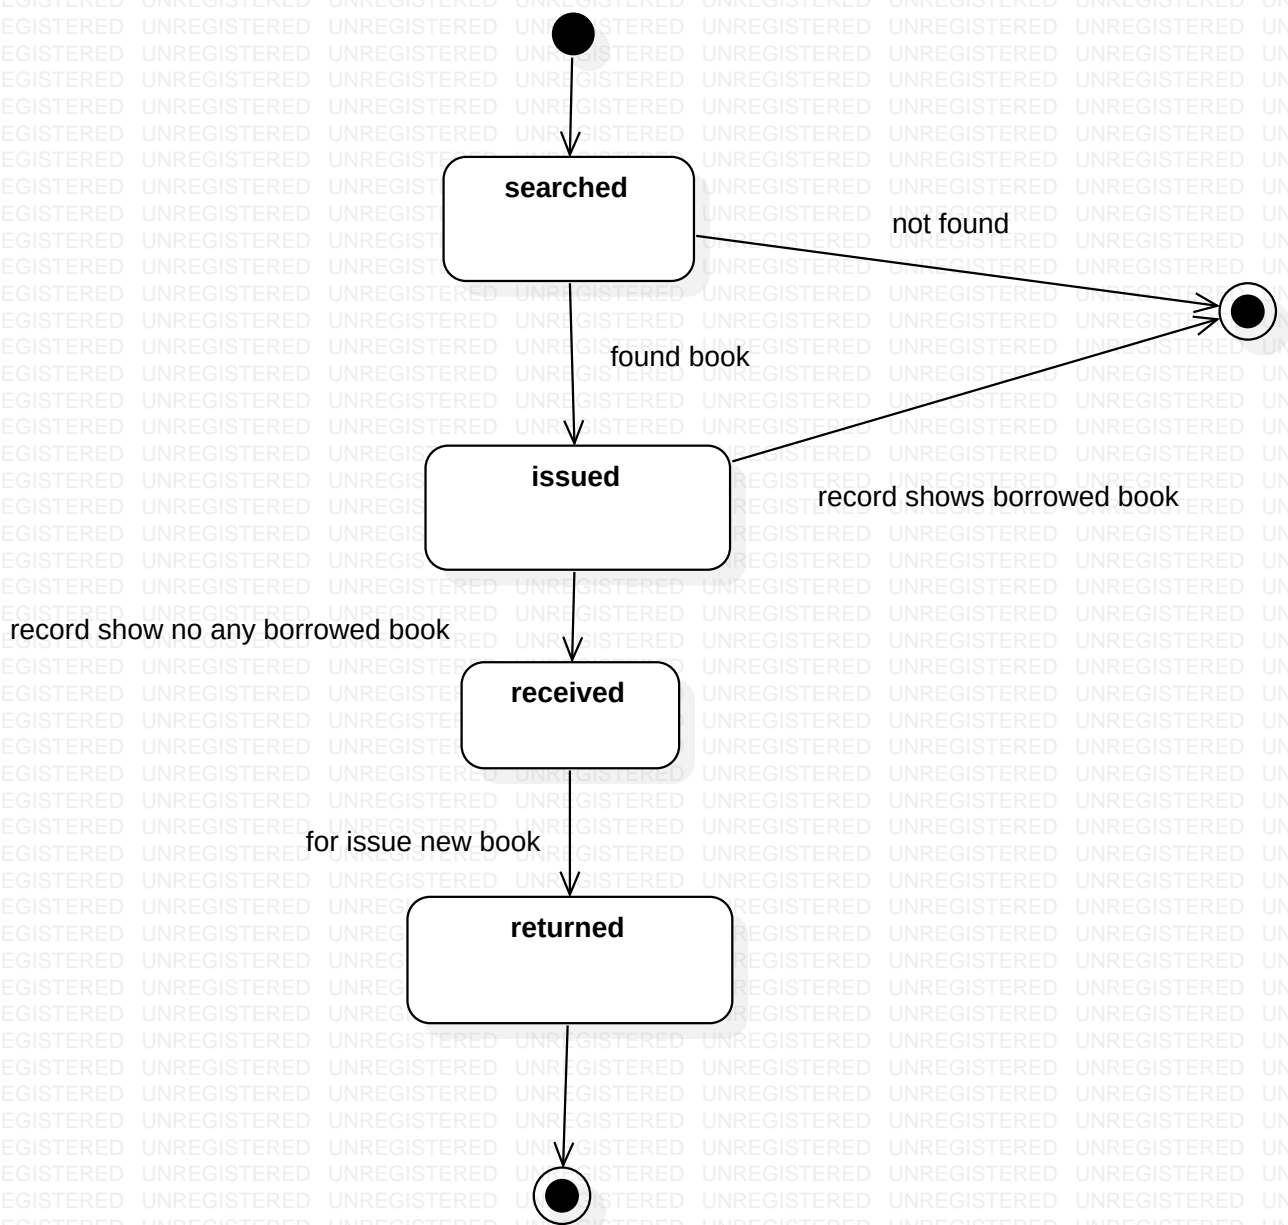 searched
not found
found book
issued
record shows borrowed book
record show no any borrowed book
received
for issue new book
returned
UNREGISTERED